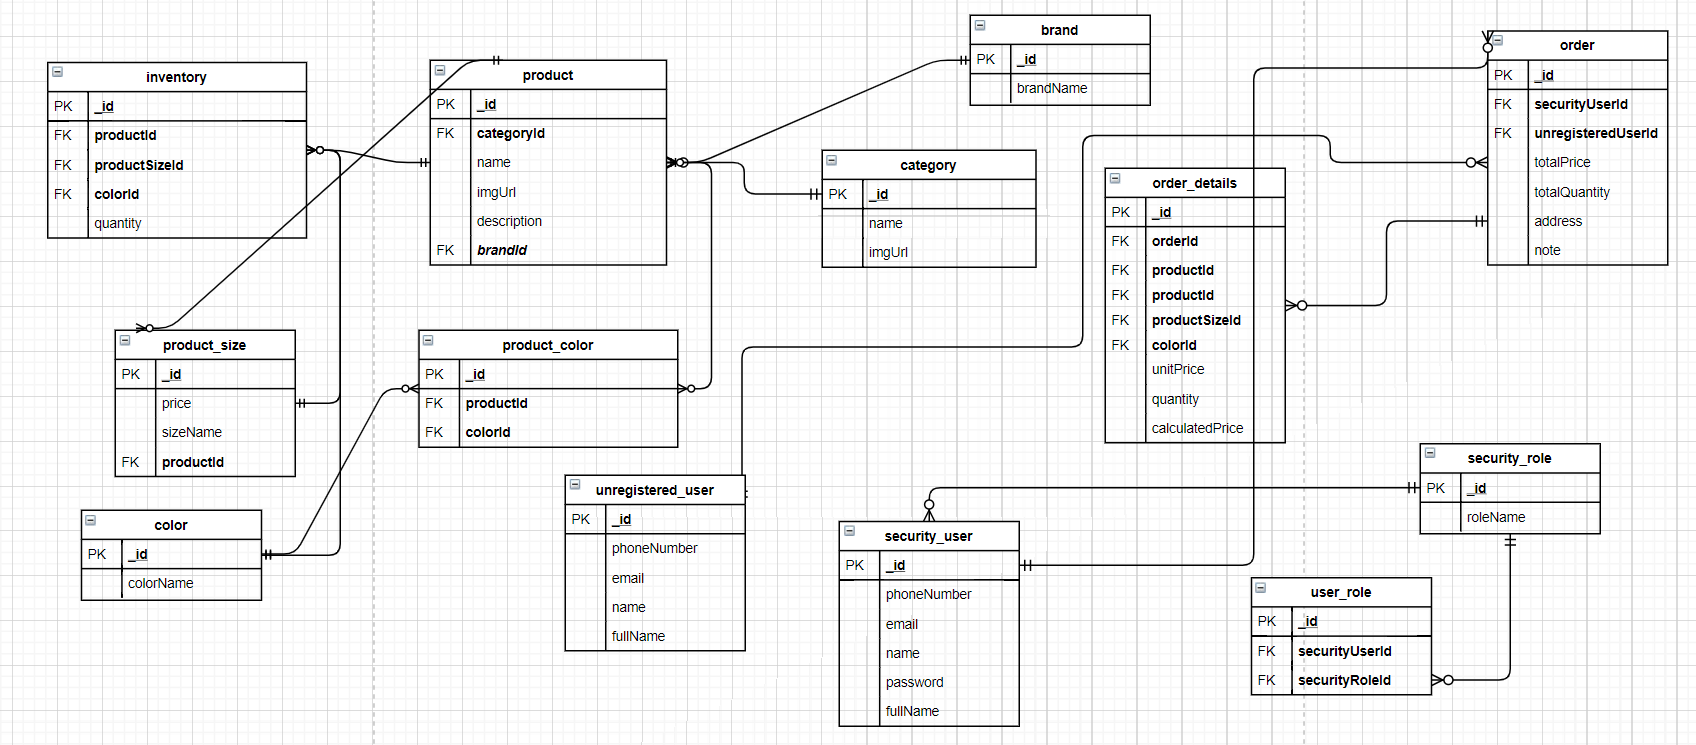 brand
PK _id
brandName
order
PK _id
FK securityUserId
FK unregisteredUserId
totalPrice
totalQuantity
address
note
inventory
PK _id
FK productId
FK productSizeId
FK colorId
quantity
product
PK _id
FK categoryId
name
imgUrl
description
FK brandId
category
PK _id
name
imgUrl
order_details
PK _id
FK orderId
FK productId
FK productId
FK productSizeId
FK colorId
unitPrice
quantity
calculatedPrice
product_size
PK _id
price
sizeName
FK productId
product_color
PK _id
FK productId
FK colorId
security_role
PK _id
roleName
unregistered_user
PK _id
phoneNumber
email
name
fullName
color
PK _id
colorName
security_user
PK _id
phoneNumber
email
name
password
fullName
user_role
PK _id
FK securityUserId
FK securityRoleId